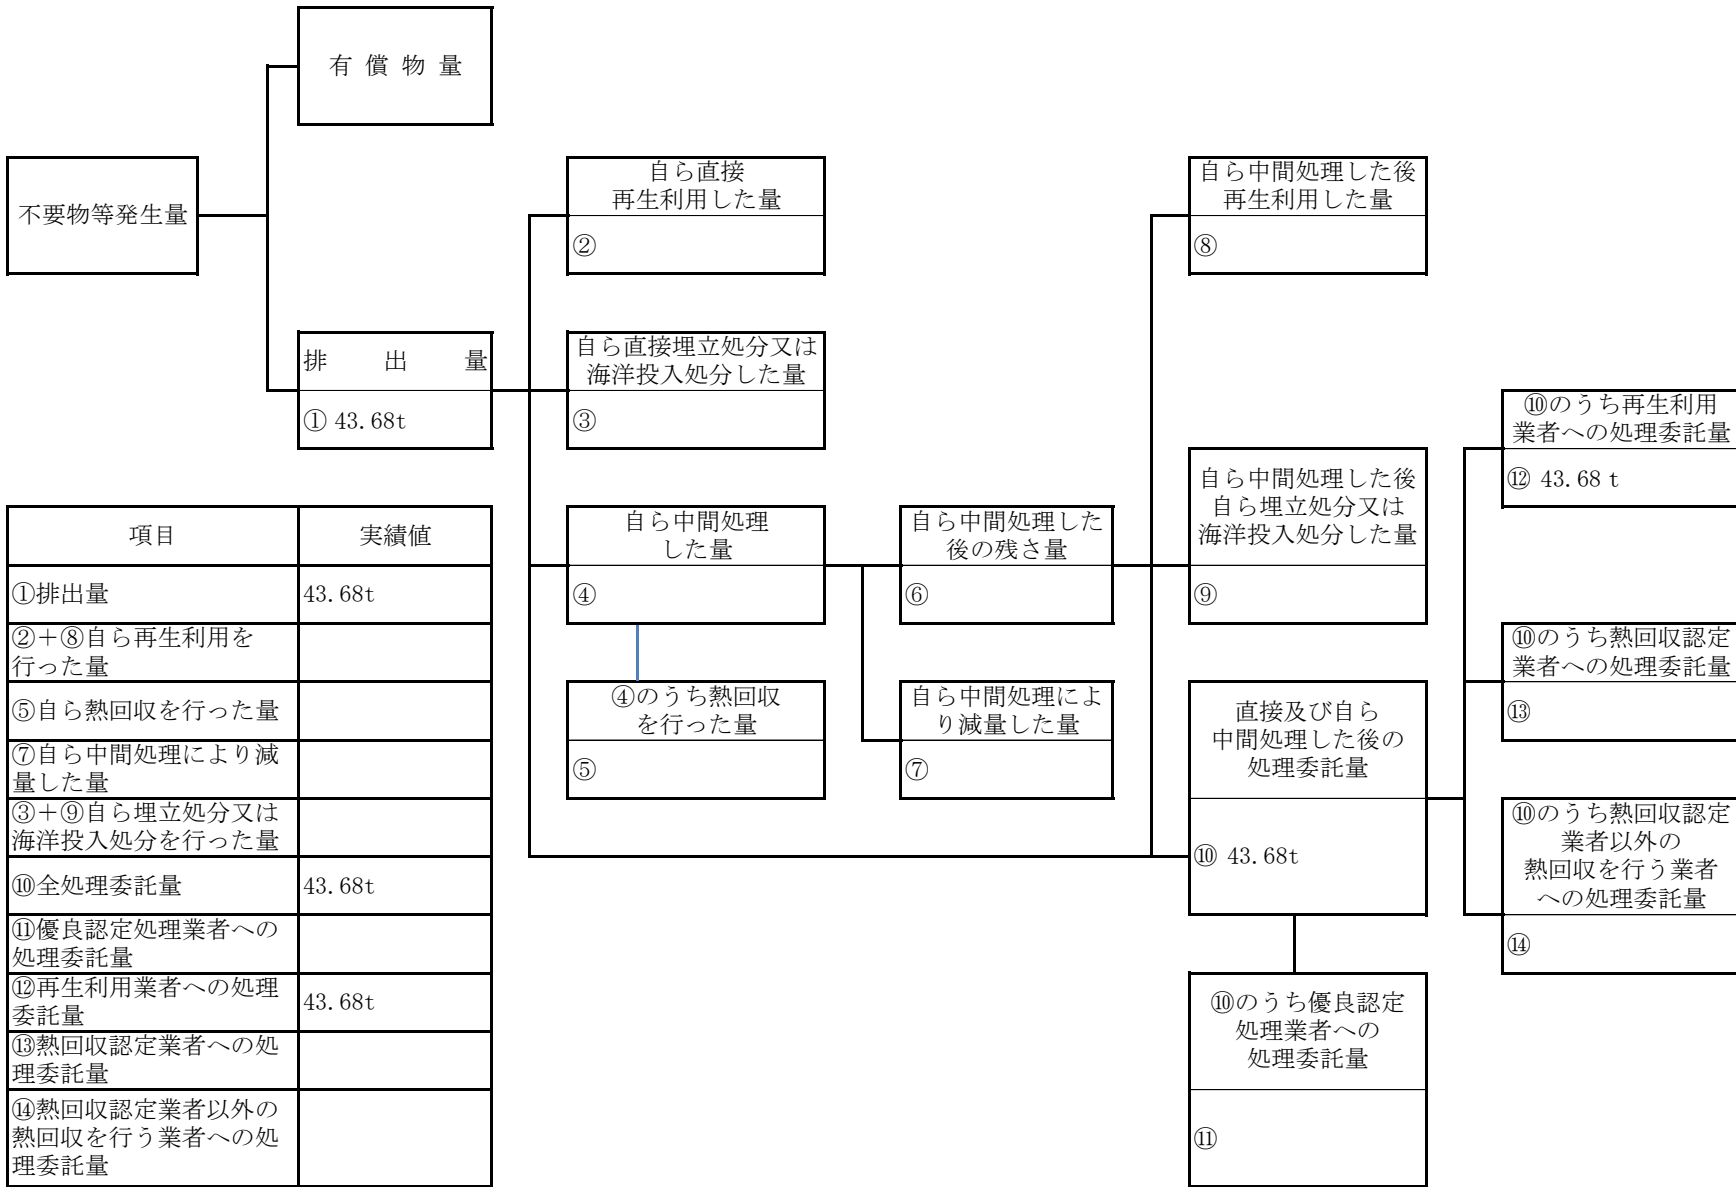 有 償 物 量
不要物等発生量
排　出　量
① 43.68t
自ら直接
再生利用した量
②
自ら直接埋立処分又は
海洋投入処分した量
③
自ら中間処理
した量
④
④のうち熱回収
を行った量
⑤
自ら中間処理した
後の残さ量
⑥
自ら中間処理によ
り減量した量
⑦
自ら中間処理した後
再生利用した量
⑧
自ら中間処理した後
自ら埋立処分又は
海洋投入処分した量
⑨
直接及び自ら
中間処理した後の
処理委託量
⑩ 43.68t
⑩のうち優良認定
処理業者への
処理委託量
⑪
⑩のうち再生利用
業者への処理委託量
⑫ 43.68 t
⑩のうち熱回収認定
業者への処理委託量
⑬
⑩のうち熱回収認定
業者以外の
熱回収を行う業者
への処理委託量
⑭
項目 実績値
①排出量 43.68t
②＋⑧自ら再生利用を
行った量
⑤自ら熱回収を行った量
⑦自ら中間処理により減
量した量
③＋⑨自ら埋立処分又は
海洋投入処分を行った量
⑩全処理委託量 43.68t
⑪優良認定処理業者への
処理委託量
⑫再生利用業者への処理
委託量 43.68t
⑬熱回収認定業者への処
理委託量
⑭熱回収認定業者以外の
熱回収を行う業者への処
理委託量